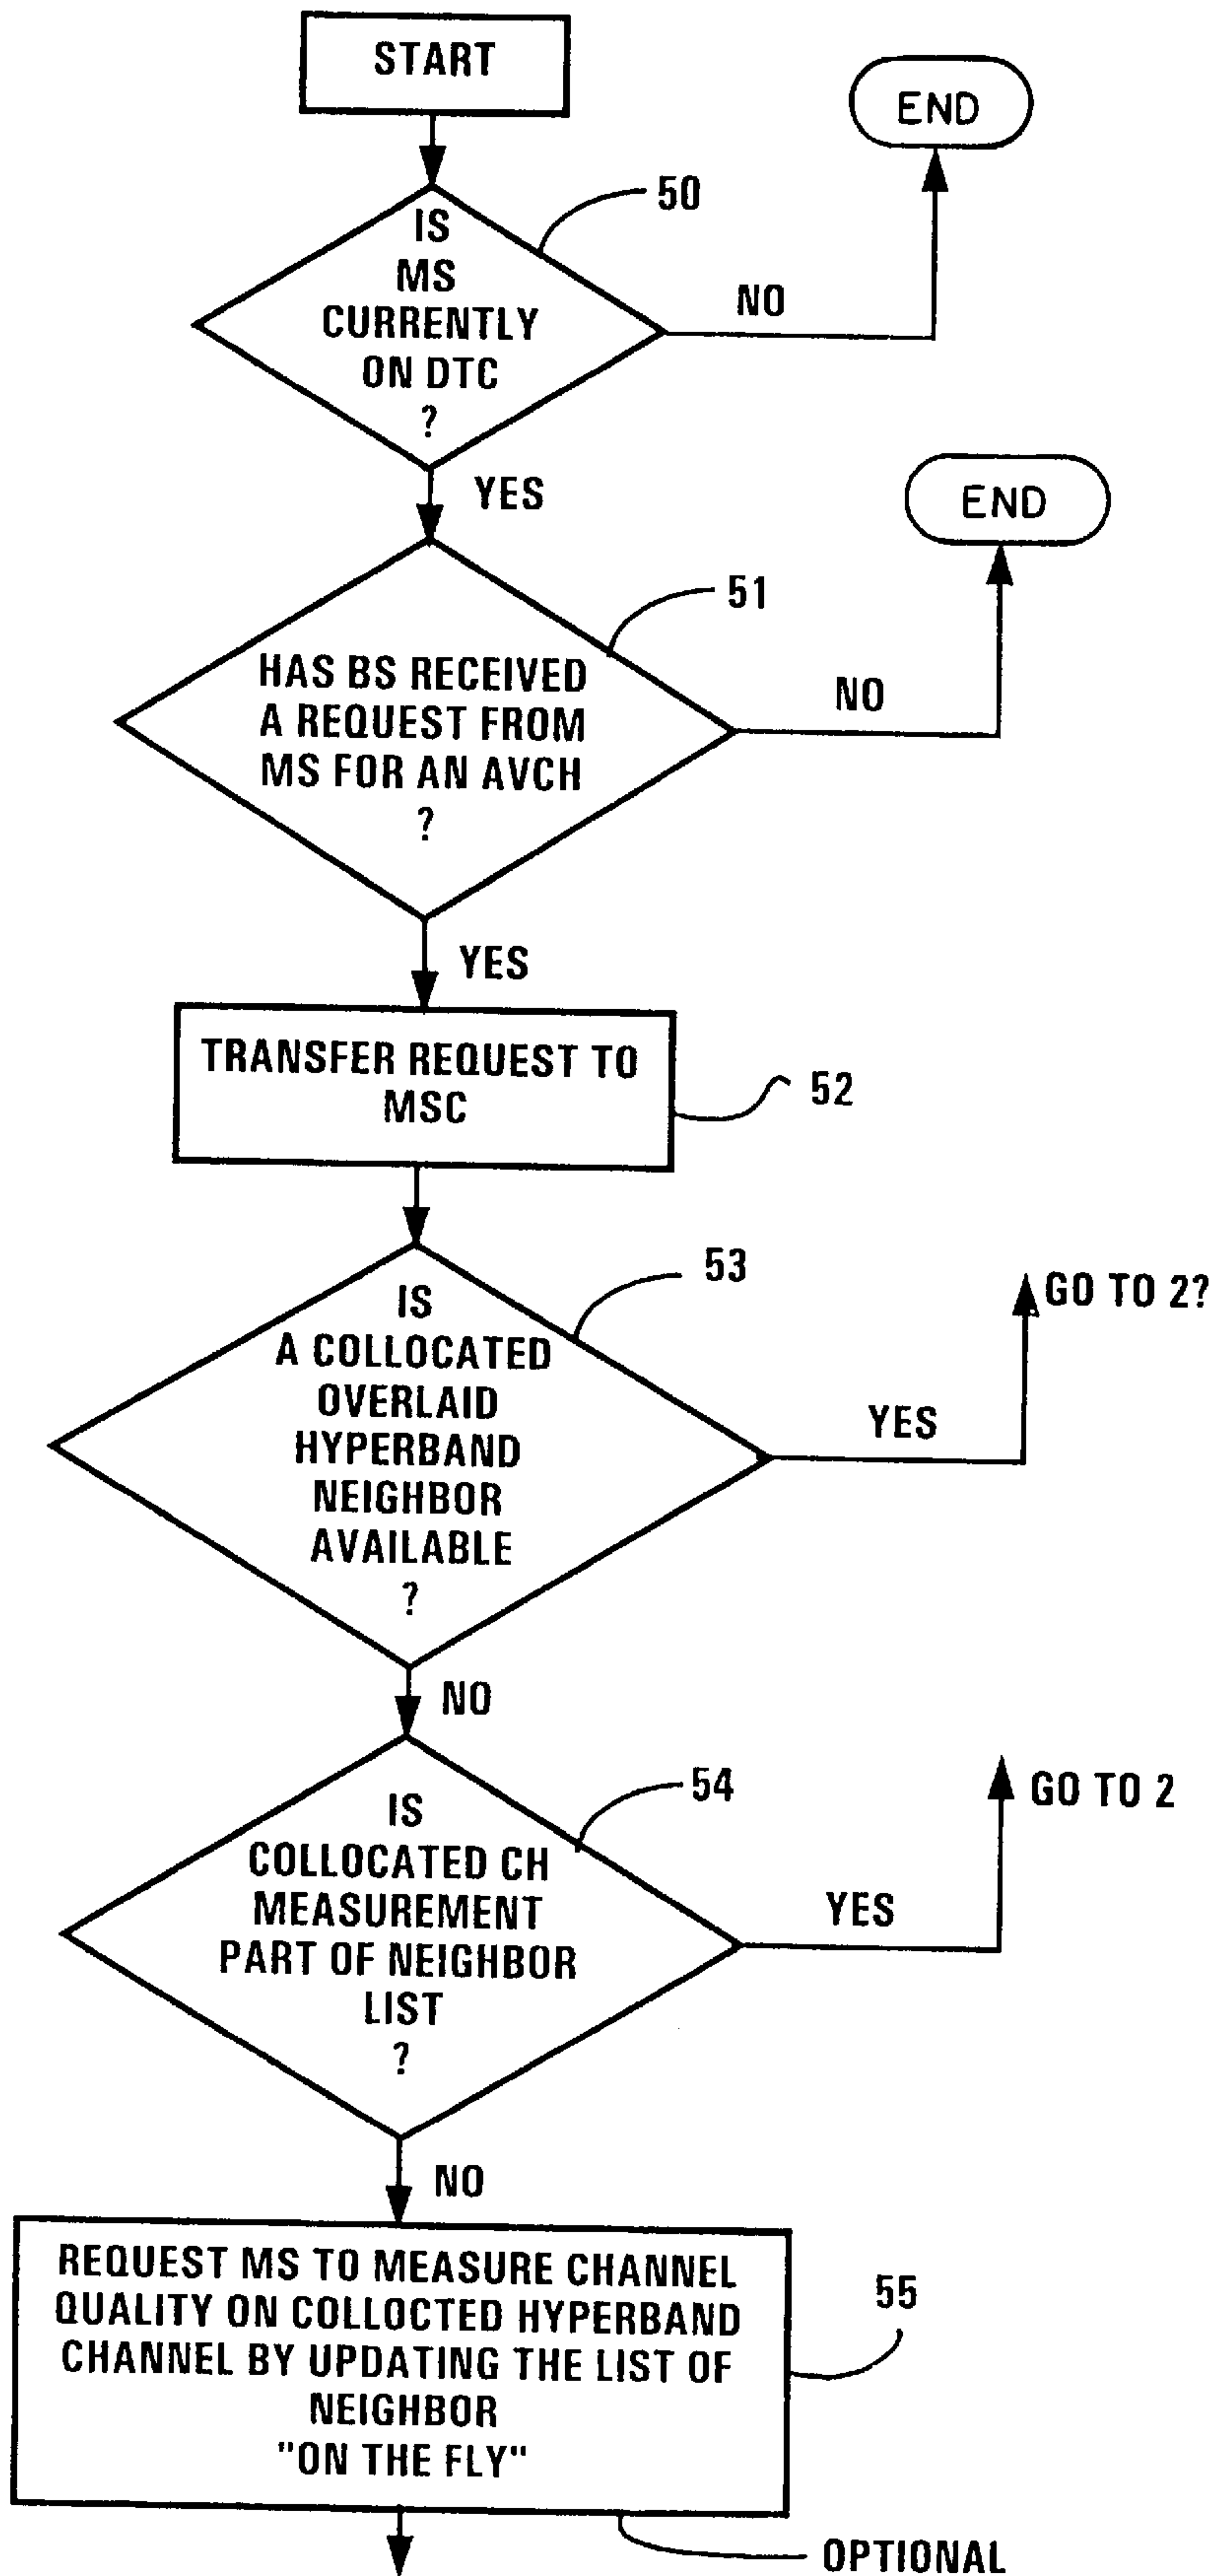 START
END
50
IS
MS
CURRENTLY
ON DTC
?
NO
YES
END
51
HAS BS RECEIVED
A REQUEST FROM
MS FOR AN AVCH
?
NO
YES
TRANSFER REQUEST TO
MSC
52
53
IS
A COLLOCATED
OVERLAID
HYPERBAND
NEIGHBOR
AVAILABLE
?
GO TO 2?
YES
NO
54
IS
COLLOCATED CH
MEASUREMENT
PART OF NEIGHBOR
LIST
?
GO TO 2
YES
NO
REQUEST MS TO MEASURE CHANNEL
QUALITY ON COLLOCTED HYPERBAND
CHANNEL BY UPDATING THE LIST OF
NEIGHBOR
"ON THE FLY"
55
OPTIONAL